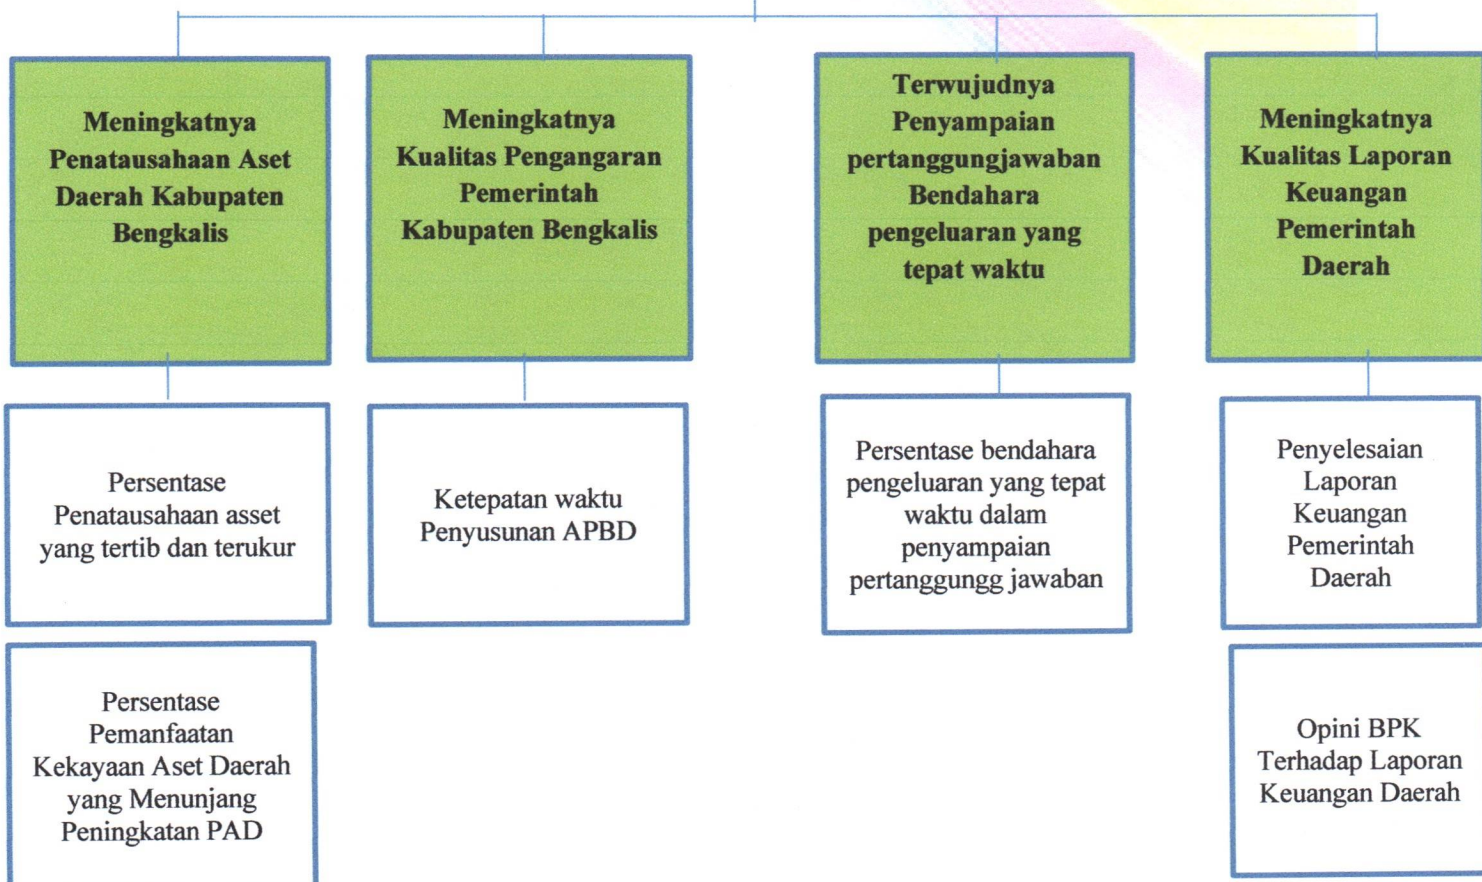 Meningkatnya
Penatausahaan Aset
Daerah Kabupaten
Bengkalis
Meningkatnya
Kualitas Pengangaran
Pemerintah
Kabupaten Bengkalis
Terwujudnya
Penyampaian
pertanggungjawaban
Bendahara
pengeluaran yang
tepat waktu
Meningkatnya
Kualitas Laporan
Keuangan
Pemerintah
Daerah
Persentase
Penatausahaan asset
yang tertib dan terukur
Ketepatan waktu
Penyusunan APBD
Persentase bendahara
pengeluaran yang tepat
waktu dalam
penyampaian
pertanggungg jawaban
Penyelesaian
Laporan
Keuangan
Pemerintah
Daerah
Persentase
Pemanfaatan
Kekayaan Aset Daerah
yang Menunjang
Peningkatan PAD
Opini BPK
Terhadap Laporan
Keuangan Daerah